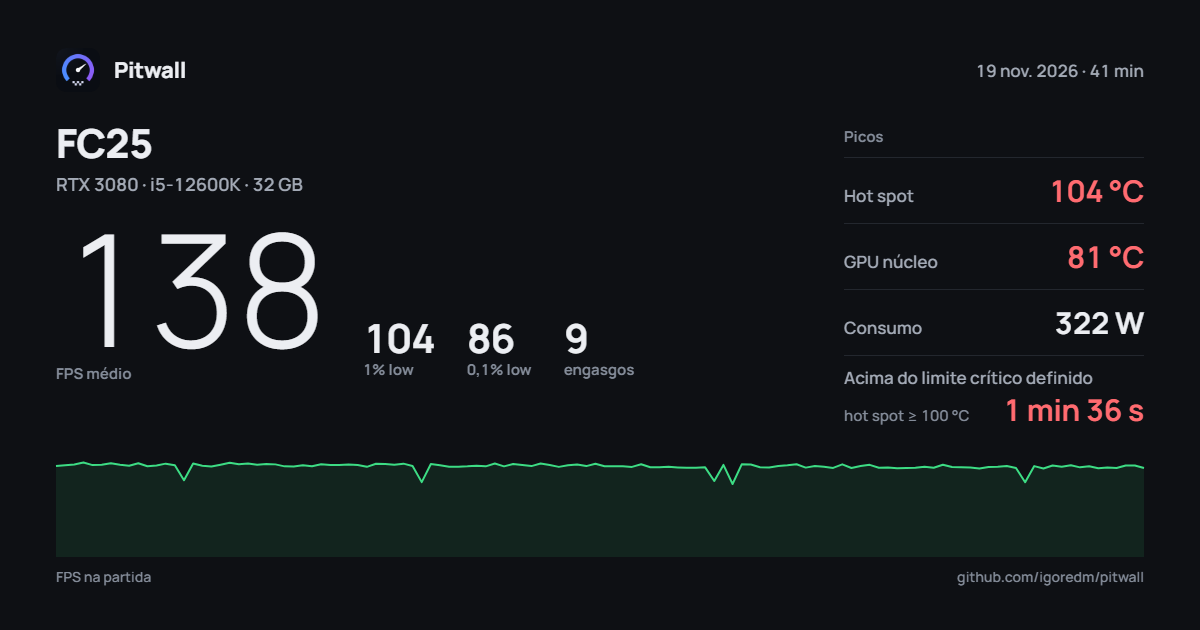 Pitwall
19 nov. 2026 · 41 min
FC25
RTX 3080 · i5-12600K · 32 GB
138
FPS médio
104
1% low
86
0,1% low
9
engasgos
Picos
Hot spot
104 °C
GPU núcleo
81 °C
Consumo
322 W
Acima do limite crítico definido
hot spot ≥ 100 °C
1 min 36 s
FPS na partida
github.com/igoredm/pitwall